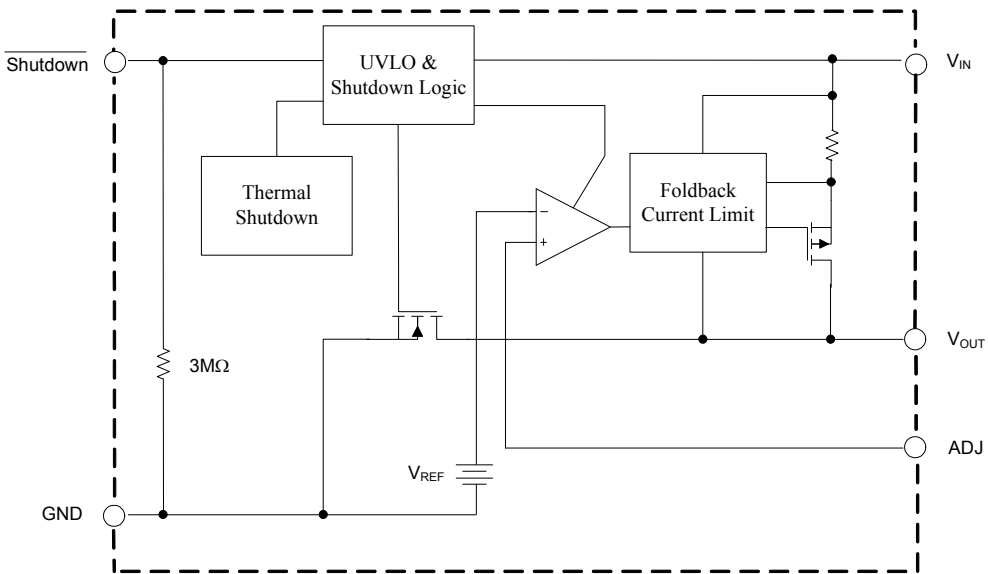 Shutdown
UVLO &
Shutdown Logic
VIN
Thermal
Shutdown
−
+
Foldback
Current Limit
VOUT
3MΩ
ADJ
VREF
GND